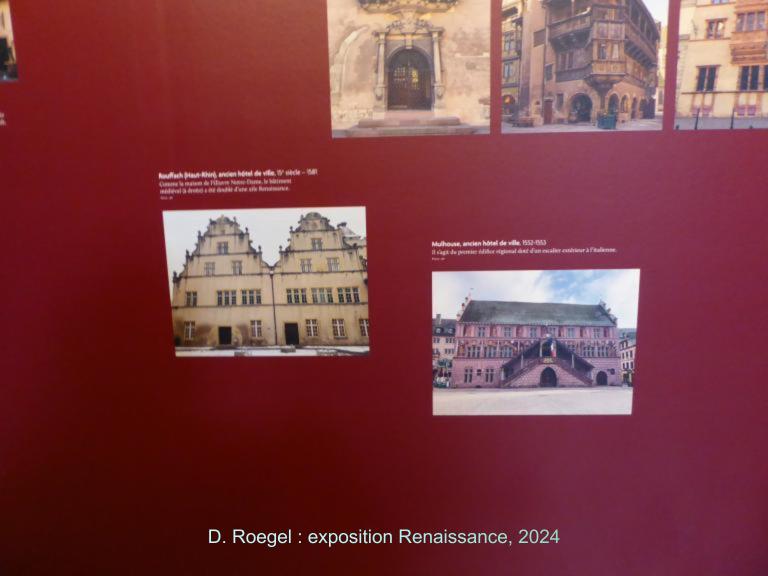 Rouffach (Haut-Rhin), ancien hôtel de ville, 15e siècle – 1581
Comme la maison de l'Œuvre Notre-Dame, le bâtiment
médiéval (à droite) a été doublé d'une aile Renaissance.
Mulhouse, ancien hôtel de ville, 1552-1553
Il s'agit du premier édifice régional doté d'un escalier extérieur à l'italienne.
D. Roegel : exposition Renaissance, 2024